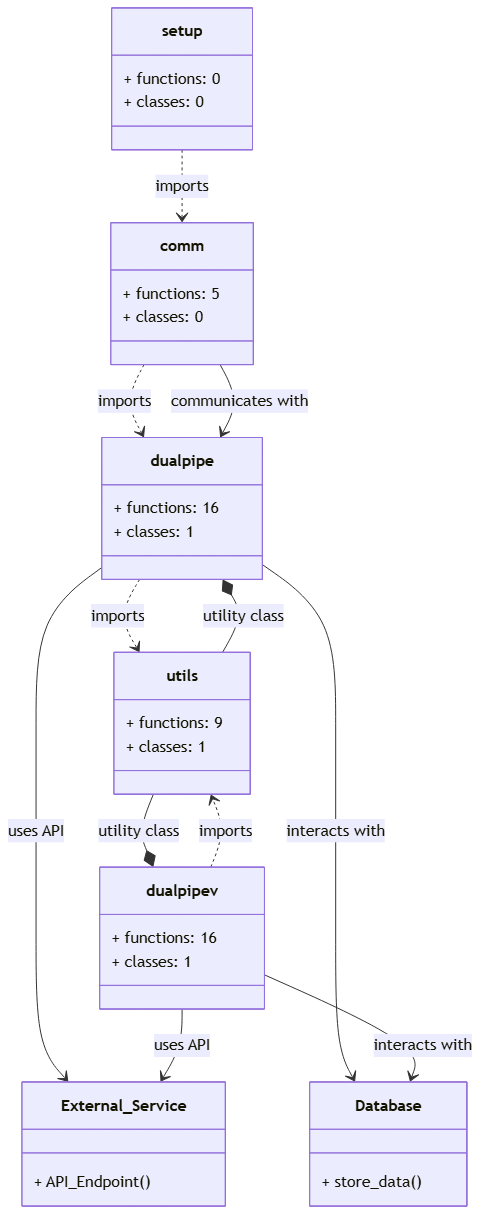 setup
+ functions: 0
+ classes: 0
imports
comm
+ functions: 5
+ classes: 0
imports
communicates with
dualpipe
+ functions: 16
+ classes: 1
imports
utility class
utils
+ functions: 9
+ classes: 1
uses API
utility class
imports
interacts with
dualpipev
+ functions: 16
+ classes: 1
uses API
interacts with
External_Service
+ API_Endpoint()
Database
+ store_data()